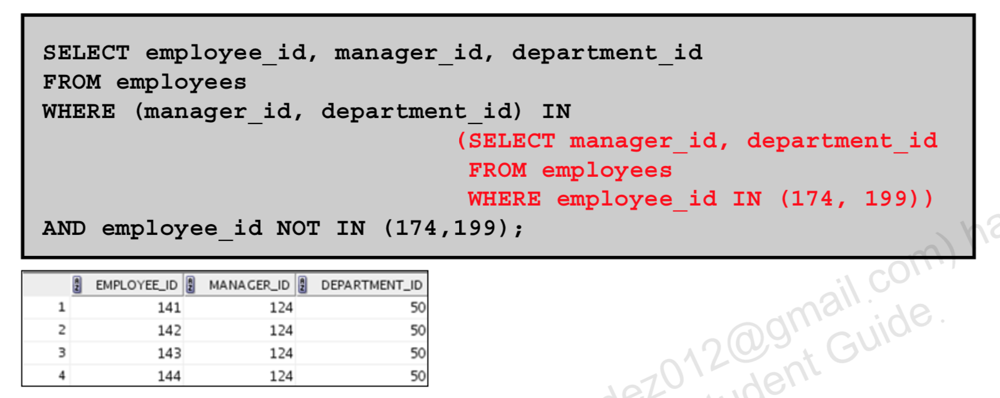 SELECT employee_id, manager_id, department_id
FROM employees
WHERE (manager_id, department_id) IN
(SELECT manager_id, department_id
FROM employees
WHERE employee_id IN (174, 199))
AND employee_id NOT IN (174,199);
EMPLOYEE_ID MANAGER_ID DEPARTMENT_ID
1 141 124 50
2 142 124 50
3 143 124 50
4 144 124 50
dez012@gmail.com) ha
tudent Guide.